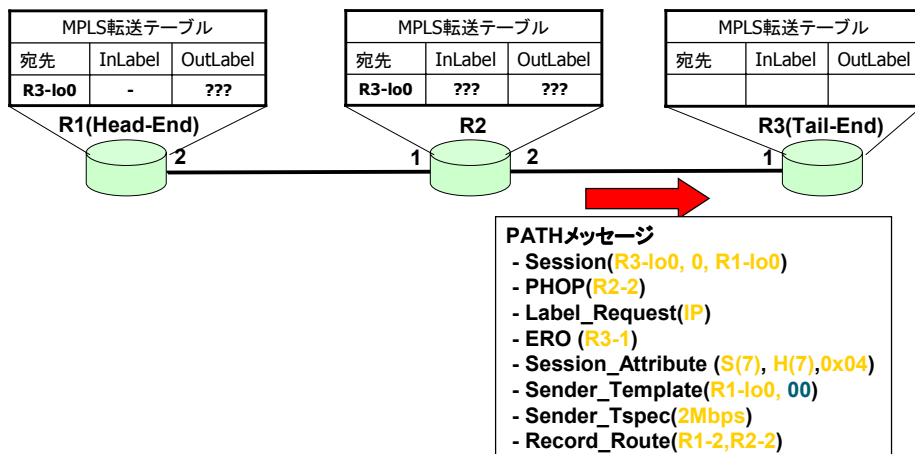 MPLS転送テーブル
宛先 InLabel OutLabel
R3-lo0 - ???
MPLS転送テーブル
宛先 InLabel OutLabel
R3-lo0 ??? ???
MPLS転送テーブル
宛先 InLabel OutLabel
R1(Head-End)
R2
R3(Tail-End)
2
1
2
1
PATHメッセージ
- Session(R3-lo0, 0, R1-lo0)
- PHOP(R2-2)
- Label_Request(IP)
- ERO (R3-1)
- Session_Attribute (S(7), H(7),0x04)
- Sender_Template(R1-lo0, 00)
- Sender_Tspec(2Mbps)
- Record_Route(R1-2,R2-2)